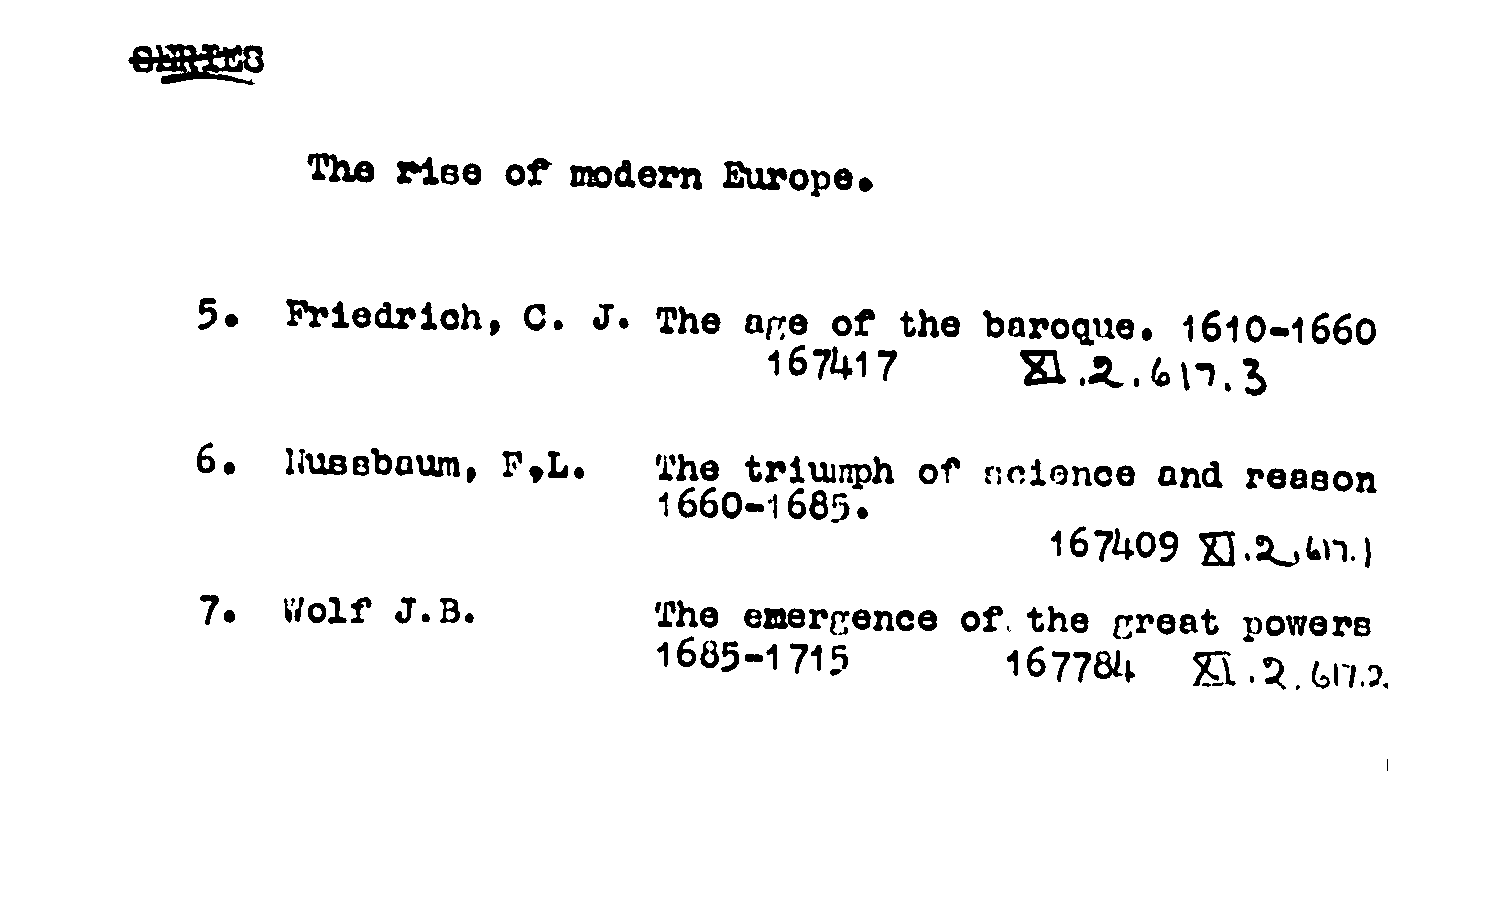 SERIES
The rise of modern Europe.
5. Friedrich, C. J. The age of the baroque. 1610-1660
167417 XI.2.617.3
6. Nussbaum, F,L. The triumph of science and reason
1660-1685.
167409 XI.2.617.1
7. Wolf J.B. The emergence of the great powers
1685-1715 167784 XI.2.617.2.